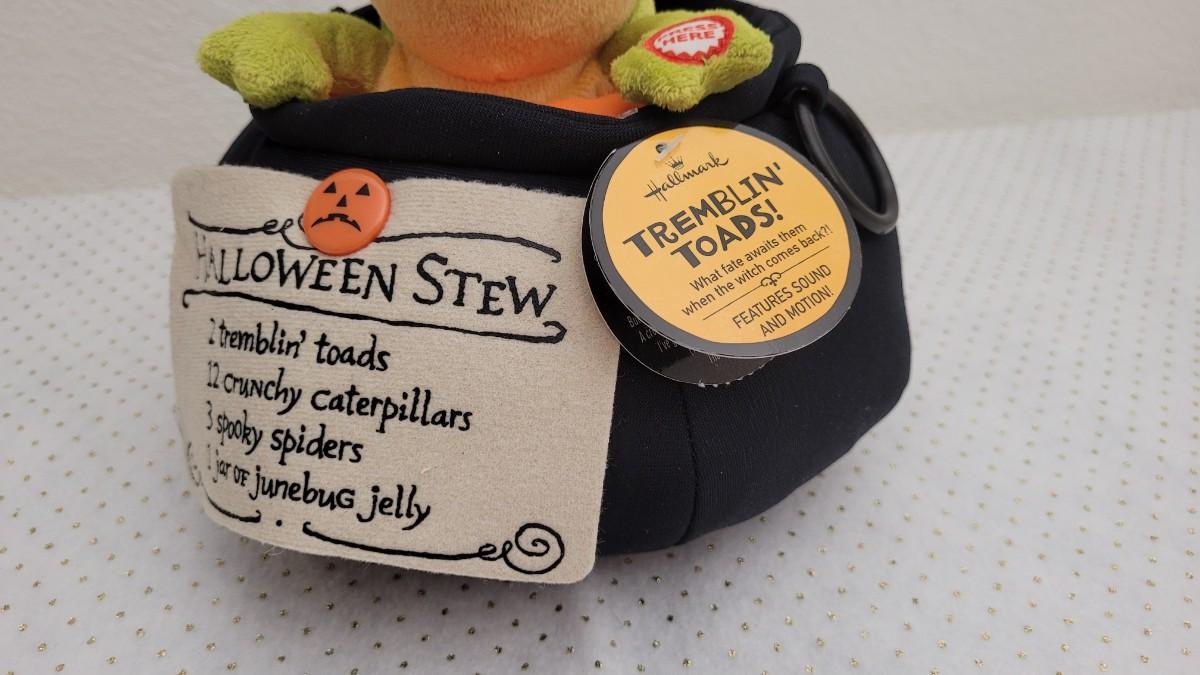 PRESS
HERE
Hallmark
TREMBLIN'
TOADS!
What fate awaits them
when the witch comes back?!
FEATURES SOUND
AND MOTION!
HALLOWEEN STEW
2 tremblin' toads
12 crunchy caterpillars
3 spooky spiders
1 jar of junebug jelly